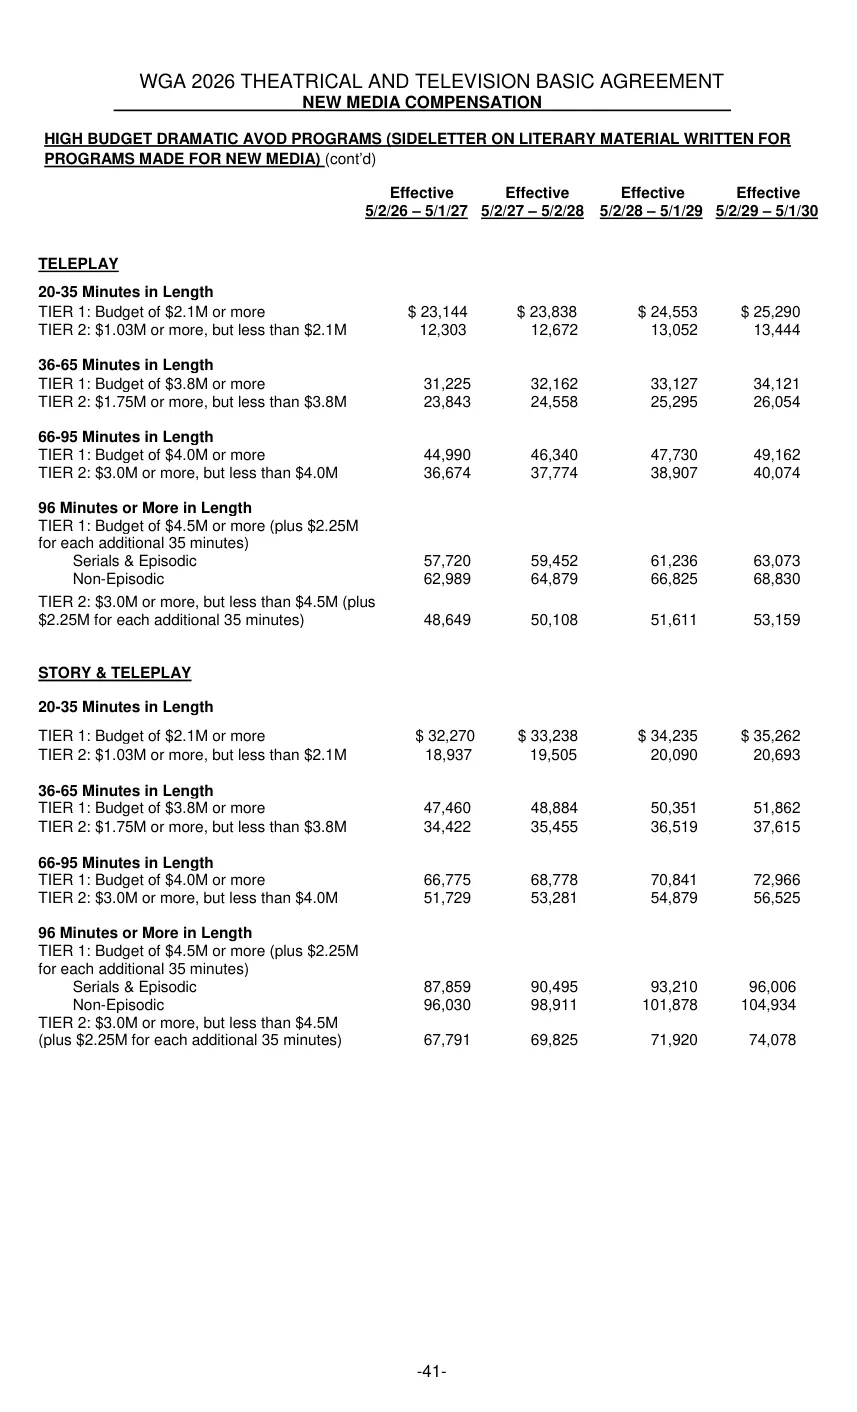 WGA 2026 THEATRICAL AND TELEVISION BASIC AGREEMENT
NEW MEDIA COMPENSATION
HIGH BUDGET DRAMATIC AVOD PROGRAMS (SIDELETTER ON LITERARY MATERIAL WRITTEN FOR
PROGRAMS MADE FOR NEW MEDIA) (cont'd)
Effective Effective Effective Effective
5/2/26 – 5/1/27 5/2/27 – 5/2/28 5/2/28 – 5/1/29 5/2/29 – 5/1/30
TELEPLAY
20-35 Minutes in Length
TIER 1: Budget of $2.1M or more $ 23,144 $ 23,838 $ 24,553 $ 25,290
TIER 2: $1.03M or more, but less than $2.1M 12,303 12,672 13,052 13,444
36-65 Minutes in Length
TIER 1: Budget of $3.8M or more 31,225 32,162 33,127 34,121
TIER 2: $1.75M or more, but less than $3.8M 23,843 24,558 25,295 26,054
66-95 Minutes in Length
TIER 1: Budget of $4.0M or more 44,990 46,340 47,730 49,162
TIER 2: $3.0M or more, but less than $4.0M 36,674 37,774 38,907 40,074
96 Minutes or More in Length
TIER 1: Budget of $4.5M or more (plus $2.25M
for each additional 35 minutes)
Serials & Episodic 57,720 59,452 61,236 63,073
Non-Episodic 62,989 64,879 66,825 68,830
TIER 2: $3.0M or more, but less than $4.5M (plus
$2.25M for each additional 35 minutes) 48,649 50,108 51,611 53,159
STORY & TELEPLAY
20-35 Minutes in Length
TIER 1: Budget of $2.1M or more $ 32,270 $ 33,238 $ 34,235 $ 35,262
TIER 2: $1.03M or more, but less than $2.1M 18,937 19,505 20,090 20,693
36-65 Minutes in Length
TIER 1: Budget of $3.8M or more 47,460 48,884 50,351 51,862
TIER 2: $1.75M or more, but less than $3.8M 34,422 35,455 36,519 37,615
66-95 Minutes in Length
TIER 1: Budget of $4.0M or more 66,775 68,778 70,841 72,966
TIER 2: $3.0M or more, but less than $4.0M 51,729 53,281 54,879 56,525
96 Minutes or More in Length
TIER 1: Budget of $4.5M or more (plus $2.25M
for each additional 35 minutes)
Serials & Episodic 87,859 90,495 93,210 96,006
Non-Episodic 96,030 98,911 101,878 104,934
TIER 2: $3.0M or more, but less than $4.5M
(plus $2.25M for each additional 35 minutes) 67,791 69,825 71,920 74,078
-41-